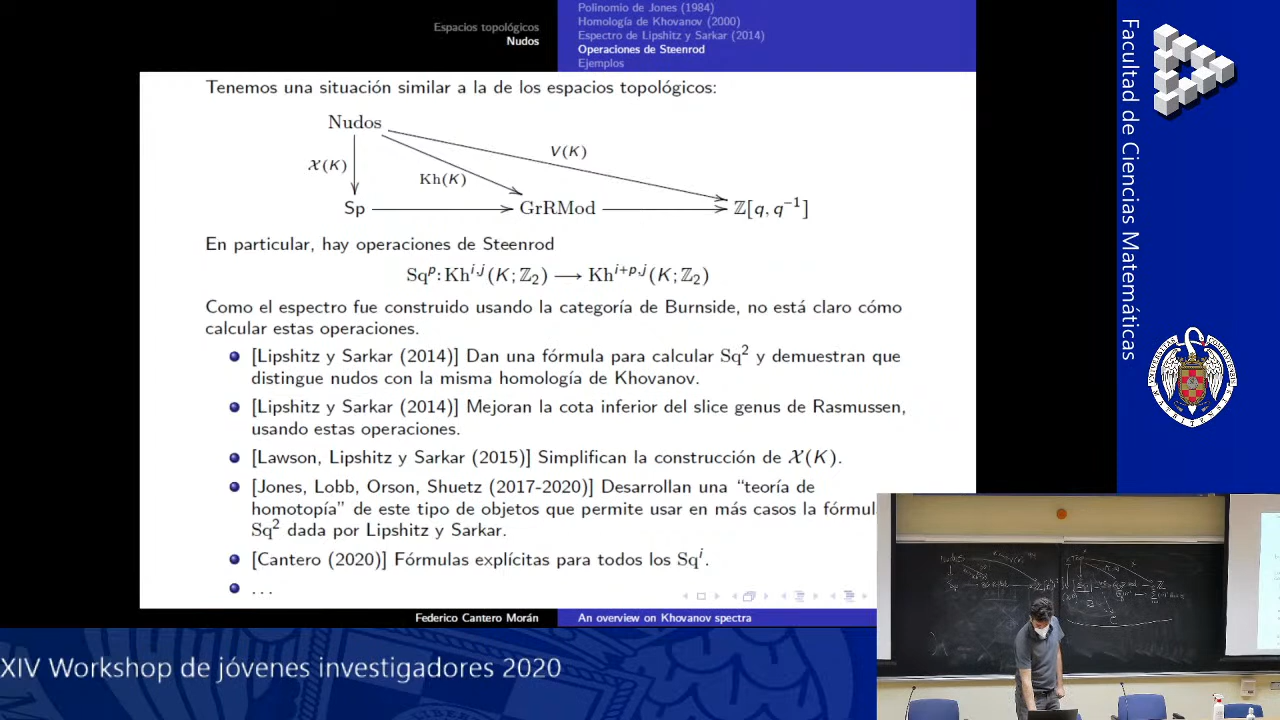 Espacios topológicos
Nudos
Polinomio de Jones (1984)
Homología de Khovanov (2000)
Espectro de Lipshitz y Sarkar (2014)
Operaciones de Steenrod
Ejemplos
Tenemos una situación similar a la de los espacios topológicos:
Nudos
V(K)
𝒳(K)
Kh(K)
Sp
GrRMod
ℤ[q, q⁻¹]
En particular, hay operaciones de Steenrod
Sqᵖ: Khⁱ,ʲ(K; ℤ₂) ⟶ Khⁱ⁺ᵖ,ʲ(K; ℤ₂)
Como el espectro fue construido usando la categoría de Burnside, no está claro cómo
calcular estas operaciones.
[Lipshitz y Sarkar (2014)] Dan una fórmula para calcular Sq² y demuestran que
distingue nudos con la misma homología de Khovanov.
[Lipshitz y Sarkar (2014)] Mejoran la cota inferior del slice genus de Rasmussen,
usando estas operaciones.
[Lawson, Lipshitz y Sarkar (2015)] Simplifican la construcción de 𝒳(K).
[Jones, Lobb, Orson, Shuetz (2017-2020)] Desarrollan una “teoría de
homotopía” de este tipo de objetos que permite usar en más casos la fórmul
Sq² dada por Lipshitz y Sarkar.
[Cantero (2020)] Fórmulas explícitas para todos los Sqⁱ.
...
Federico Cantero Morán
An overview on Khovanov spectra
XIV Workshop de jóvenes investigadores 2020
Facultad de Ciencias Matemáticas